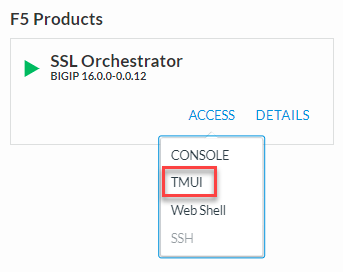 F5 Products
SSL Orchestrator
BIGIP 16.0.0-0.0.12
ACCESS DETAILS
CONSOLE
TMUI
Web Shell
SSH